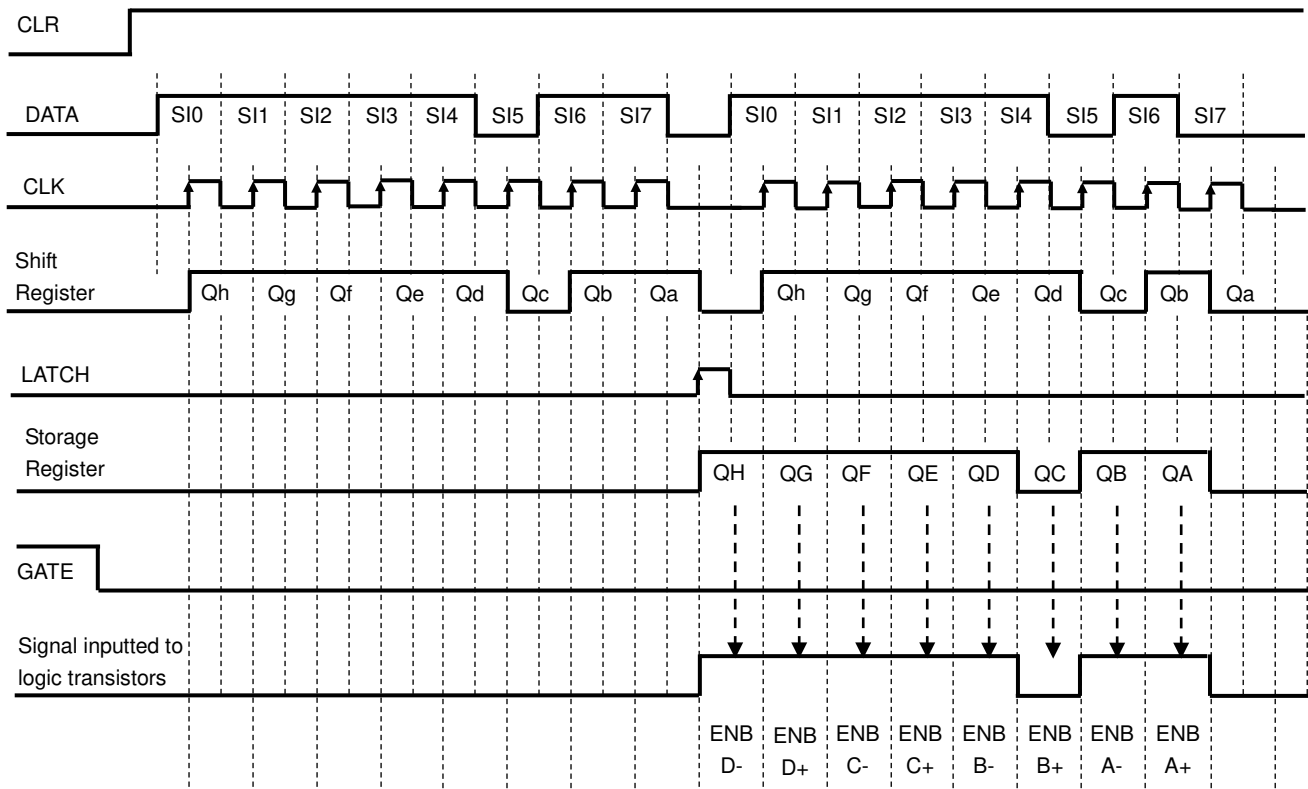 CLR
DATA
SI0 SI1 SI2 SI3 SI4 SI5 SI6 SI7 SI0 SI1 SI2 SI3 SI4 SI5 SI6 SI7
CLK
Shift
Register
Qh Qg Qf Qe Qd Qc Qb Qa Qh Qg Qf Qe Qd Qc Qb Qa
LATCH
Storage
Register
QH QG QF QE QD QC QB QA
GATE
Signal inputted to
logic transistors
ENB ENB ENB ENB ENB ENB ENB ENB
D- D+ C- C+ B- B+ A- A+